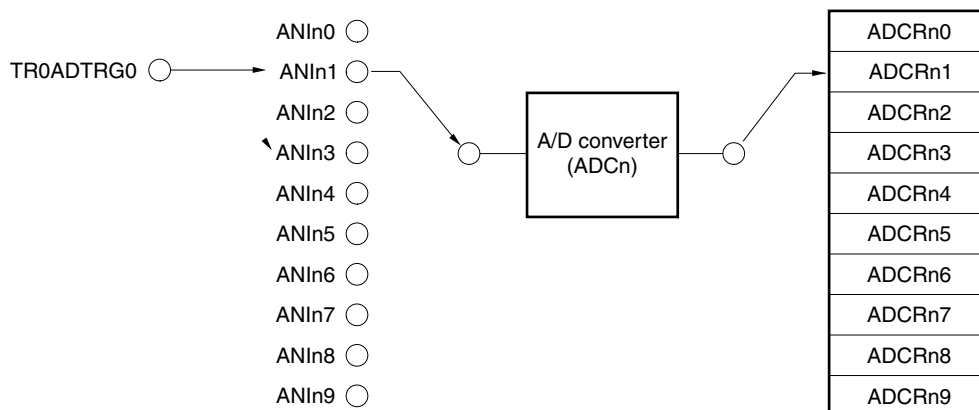 TR0ADTRG0
ANIn0
ANIn1
ANIn2
ANIn3
ANIn4
ANIn5
ANIn6
ANIn7
ANIn8
ANIn9
A/D converter
(ADCn)
ADCRn0
ADCRn1
ADCRn2
ADCRn3
ADCRn4
ADCRn5
ADCRn6
ADCRn7
ADCRn8
ADCRn9